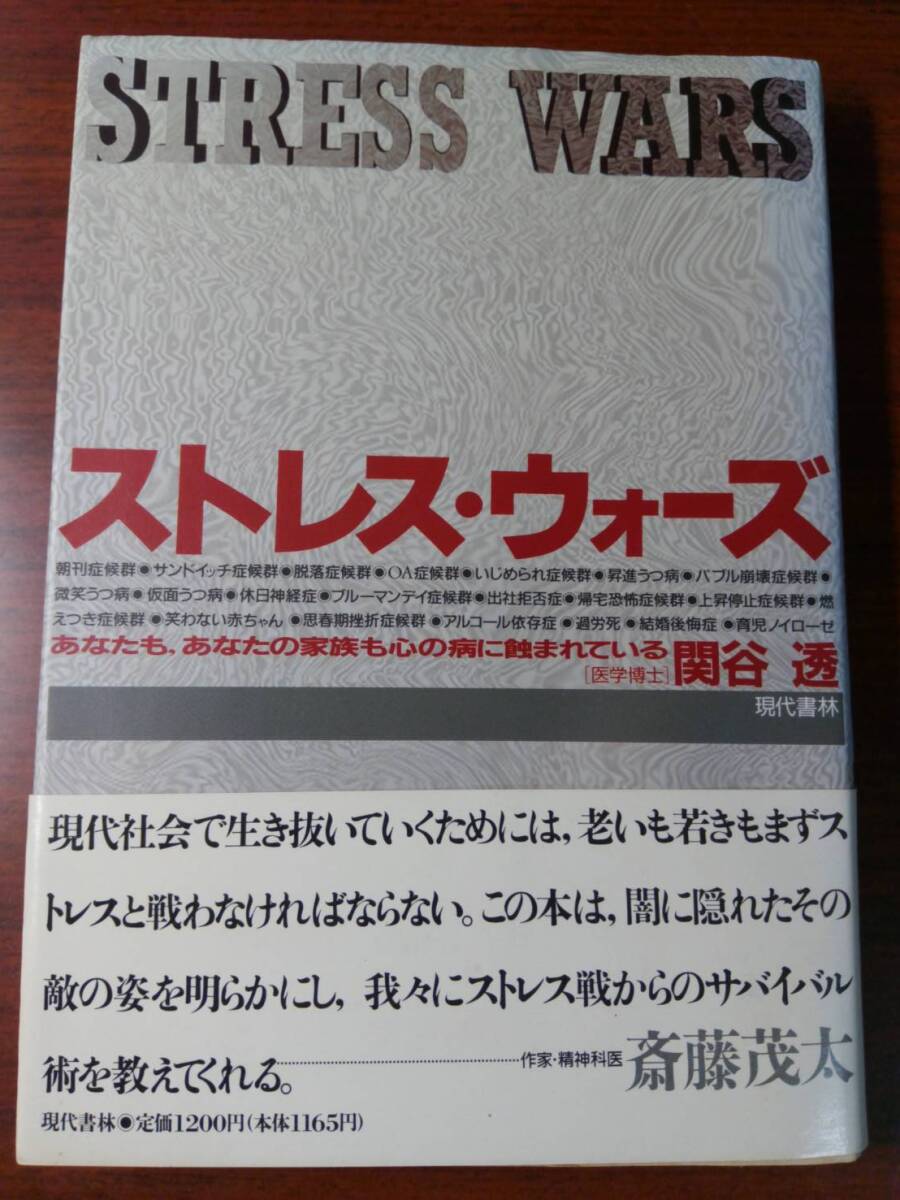 STRESS WARS
ストレス・ウォーズ
朝刊症候群●サンドイッチ症候群●脱落症候群●OA症候群●いじめられ症候群●昇進うつ病●バブル崩壊症候群●
微笑うつ病●仮面うつ病●休日神経症●ブルーマンデイ症候群●出社拒否症●帰宅恐怖症候群●上昇停止症候群●燃
えつき症候群●笑わない赤ちゃん●思春期挫折症候群●アルコール依存症●過労死●結婚後悔症●育児ノイローゼ
あなたも,あなたの家族も心の病に蝕まれている
[医学博士]関谷 透
現代書林
現代社会で生き抜いていくためには,老いも若きもまずス
トレスと戦わなければならない。この本は,闇に隠れたその
敵の姿を明らかにし,我々にストレス戦からのサバイバル
術を教えてくれる。………作家・精神科医 斎藤茂太
現代書林●定価1200円(本体1165円)